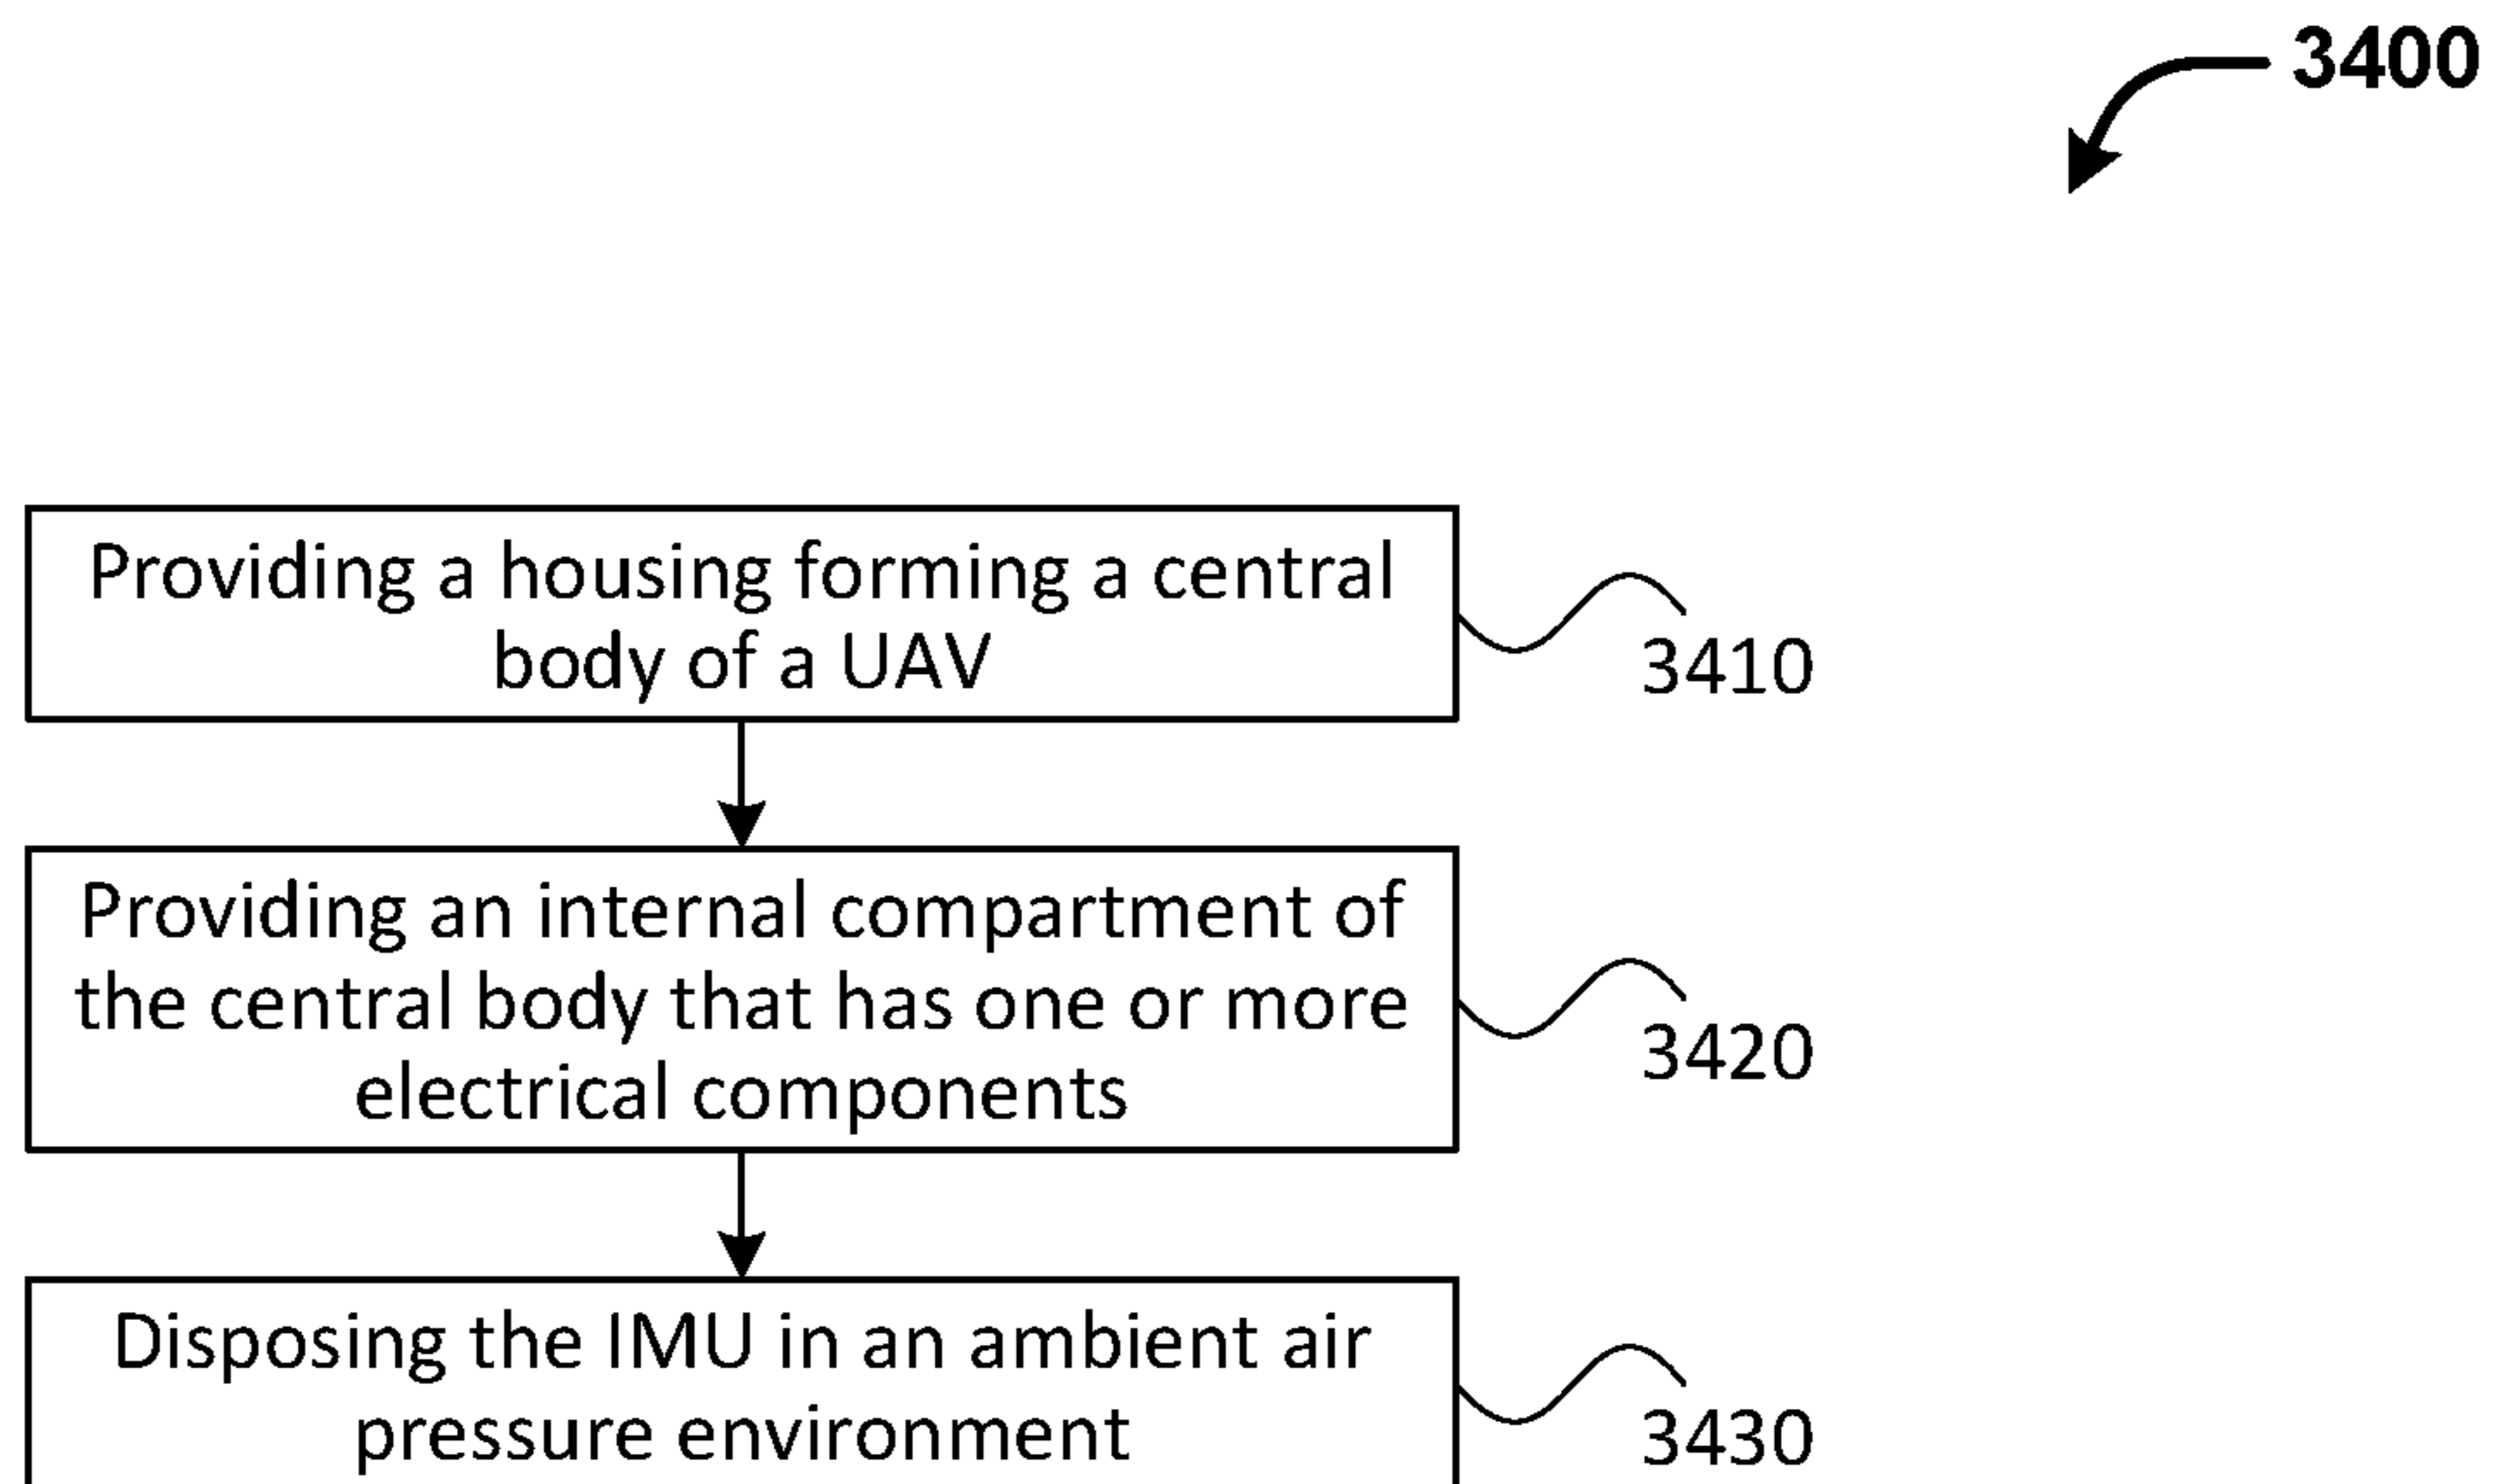 3400
Providing a housing forming a central
body of a UAV
3410
Providing an internal compartment of
the central body that has one or more
electrical components
3420
Disposing the IMU in an ambient air
pressure environment
3430